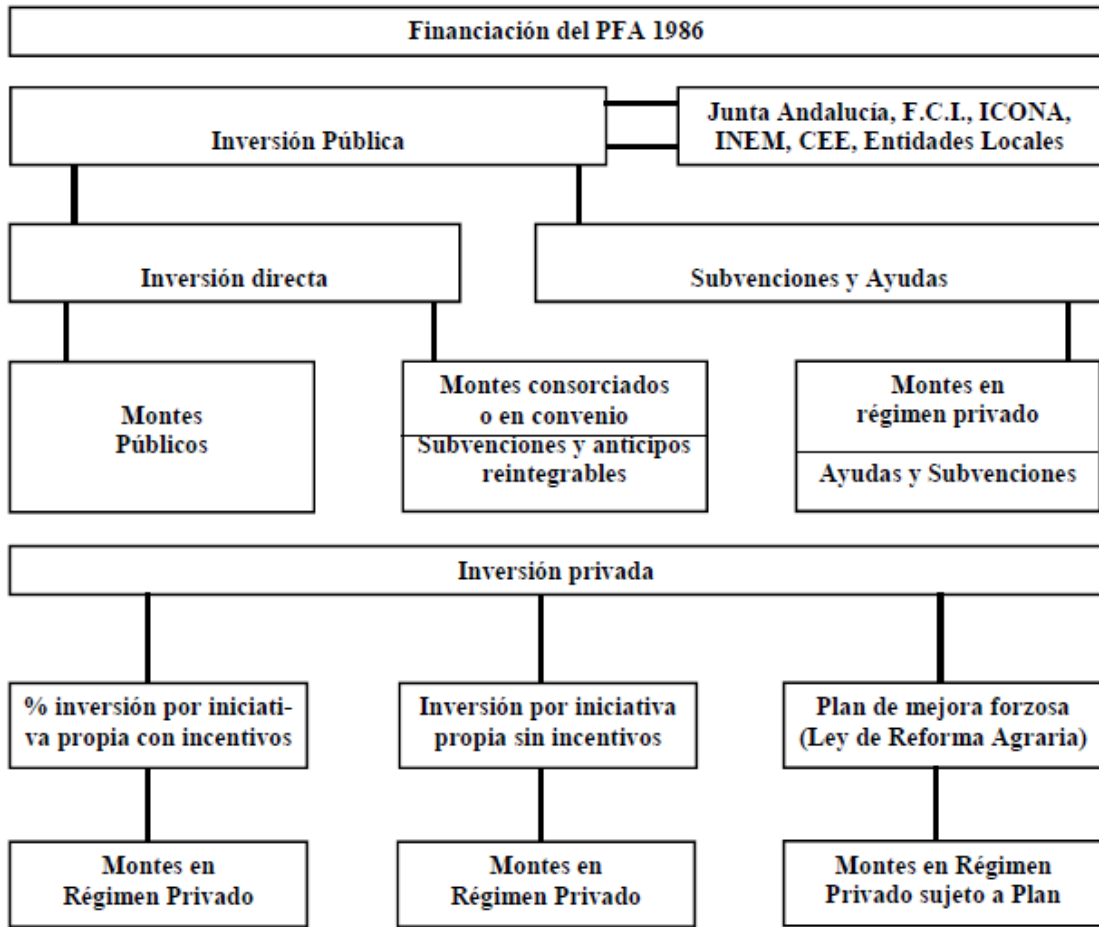 Financiación del PFA 1986
Inversión Pública
Junta Andalucía, F.C.I., ICONA,
INEM, CEE, Entidades Locales
Inversión directa
Subvenciones y Ayudas
Montes
Públicos
Montes consorciados
o en convenio
Subvenciones y anticipos
reintegrables
Montes en
régimen privado
Ayudas y Subvenciones
Inversión privada
% inversión por iniciati-
va propia con incentivos
Inversión por iniciativa
propia sin incentivos
Plan de mejora forzosa
(Ley de Reforma Agraria)
Montes en
Régimen Privado
Montes en
Régimen Privado
Montes en Régimen
Privado sujeto a Plan